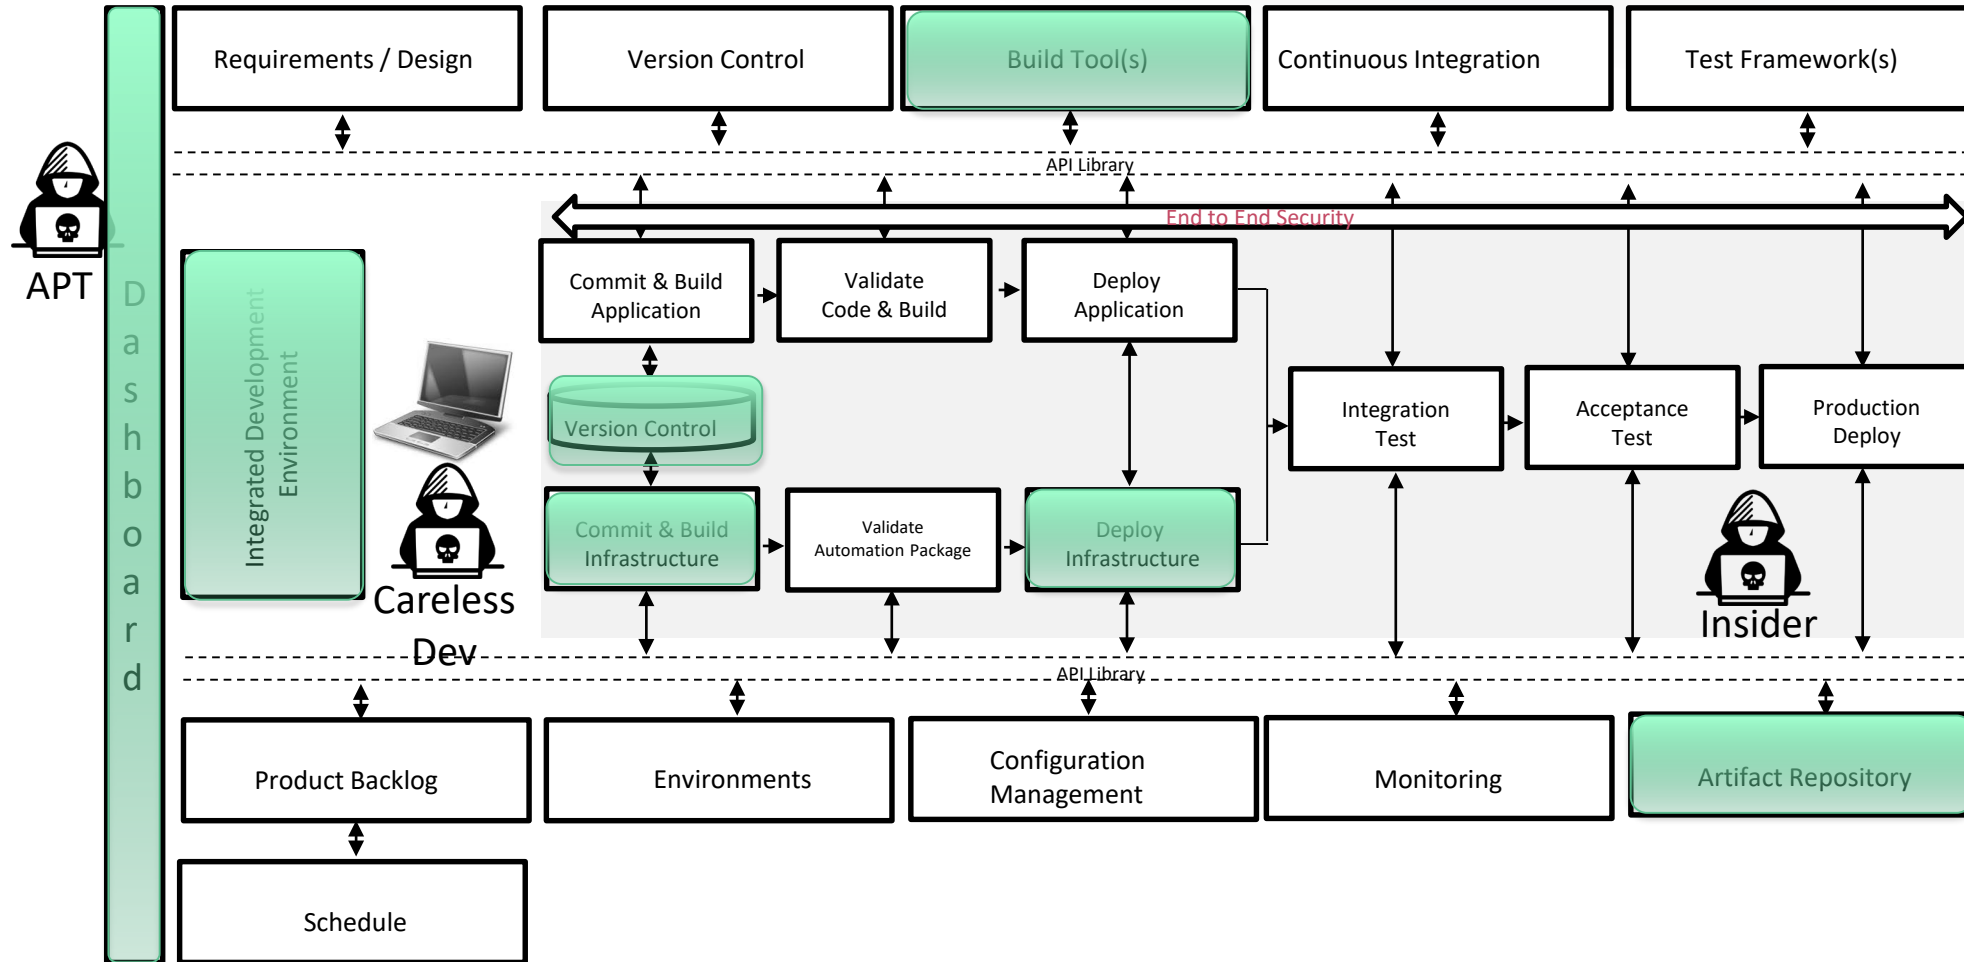 Requirements / Design
Version Control
Build Tool(s)
Continuous Integration
Test Framework(s)
API Library
End to End Security
APT
Dashboard
Integrated Development
Environment
Commit & Build
Application
Validate
Code & Build
Deploy
Application
Version Control
Integration
Test
Acceptance
Test
Production
Deploy
Commit & Build
Infrastructure
Validate
Automation Package
Deploy
Infrastructure
Careless
Dev
Insider
API Library
Product Backlog
Environments
Configuration
Management
Monitoring
Artifact Repository
Schedule